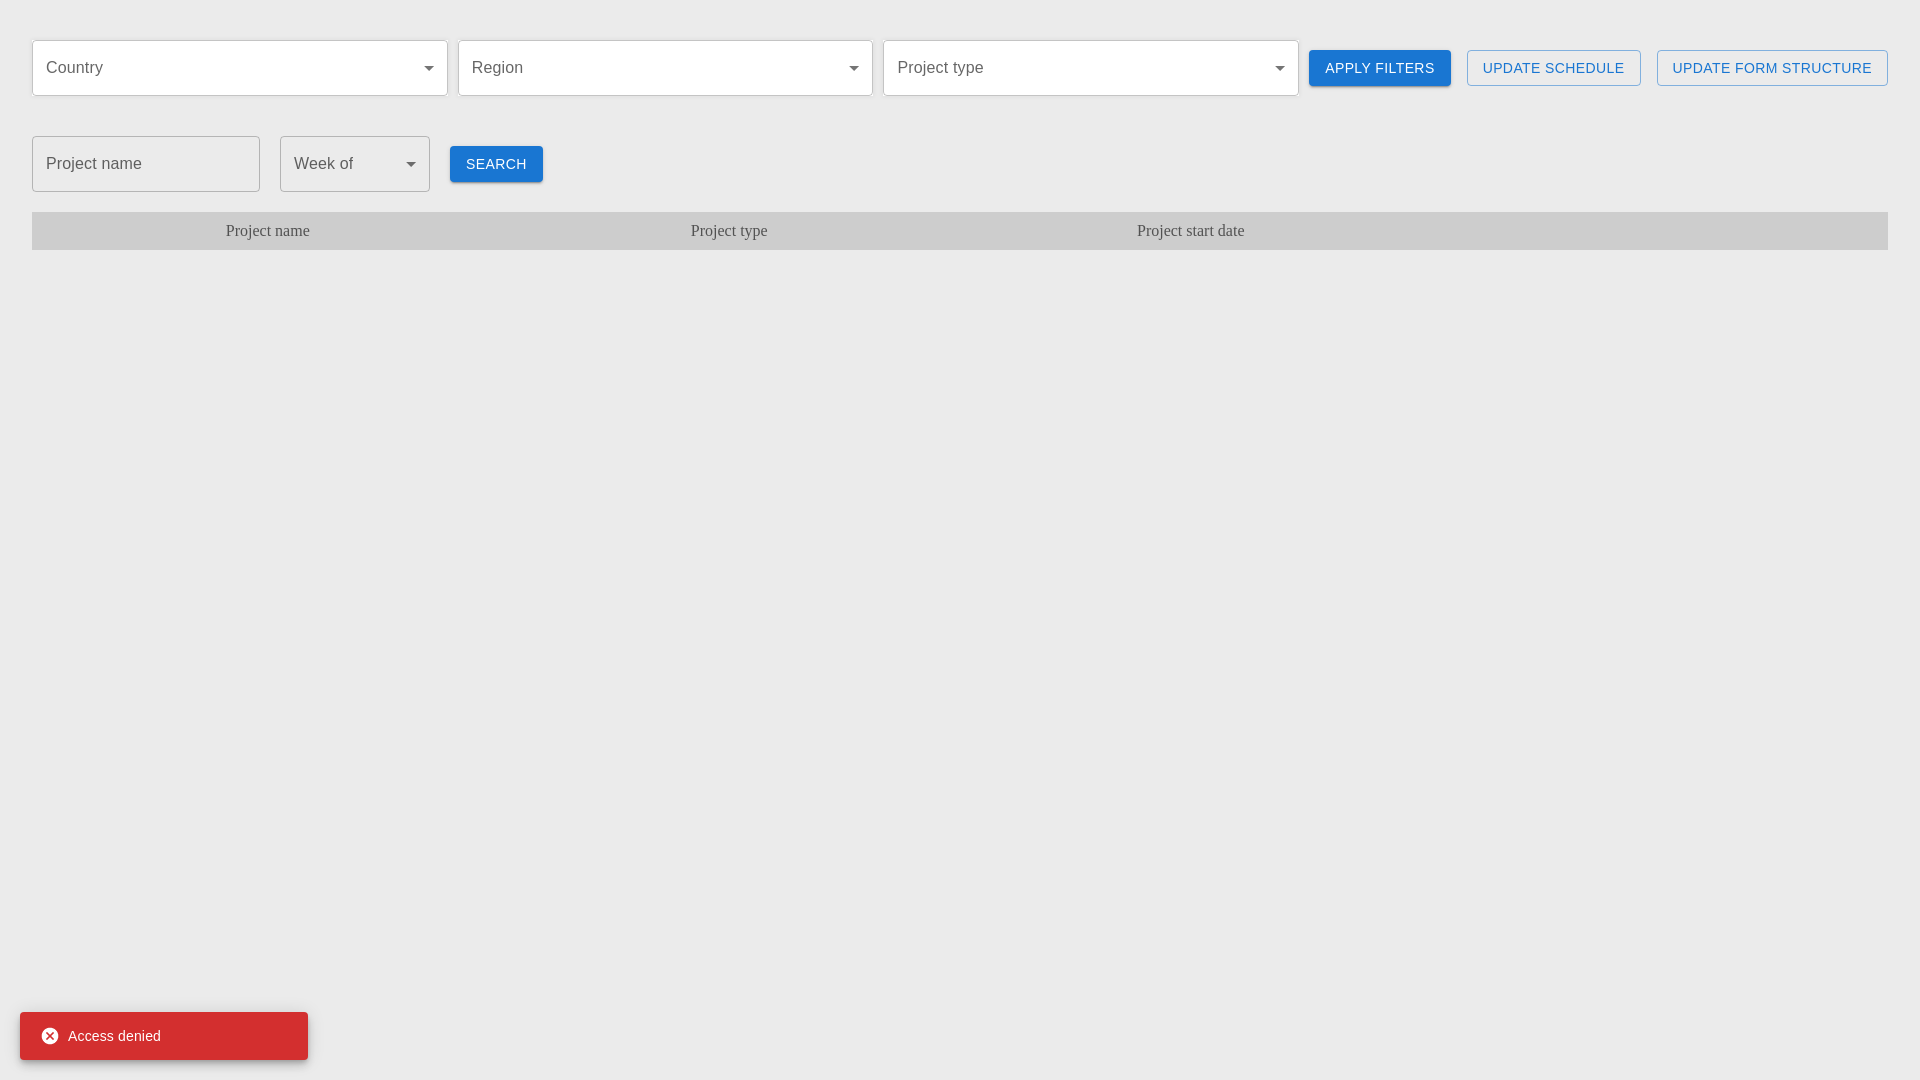 Country
Region
Project type
APPLY FILTERS
UPDATE SCHEDULE
UPDATE FORM STRUCTURE
Project name
Week of
SEARCH
Project name
Project type
Project start date
Access denied